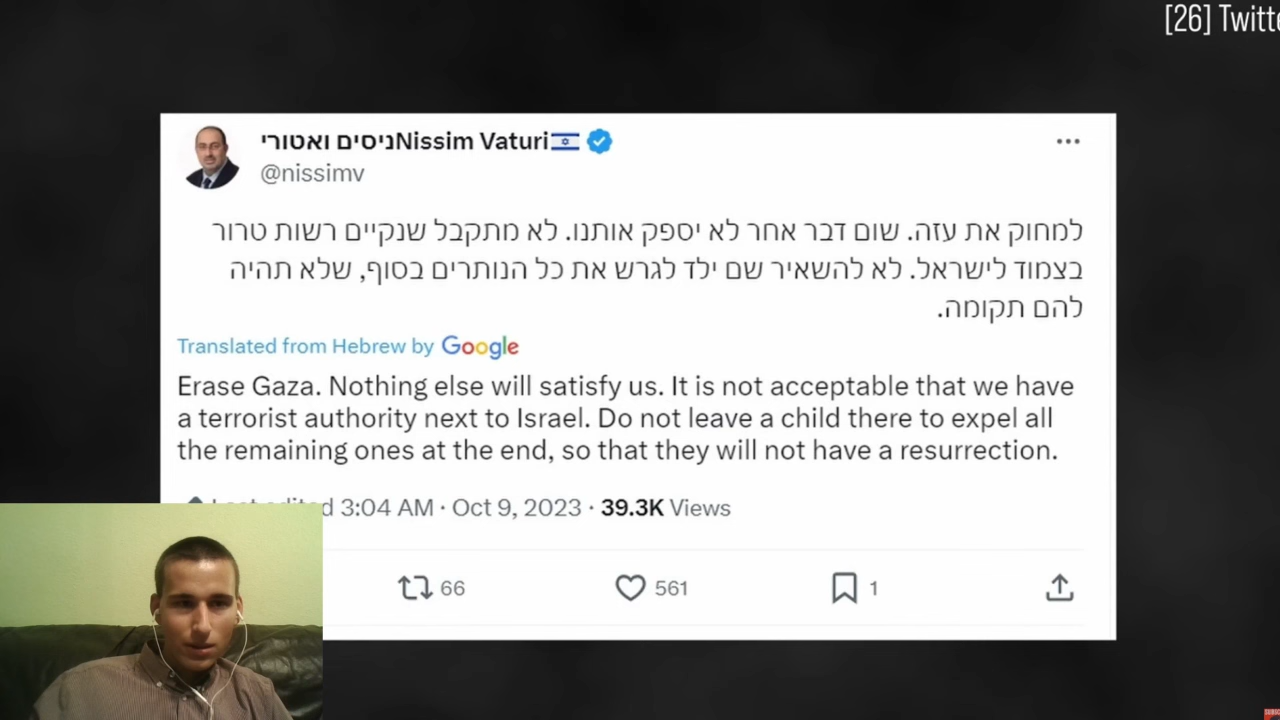 [26] Twitte
ניסים ואטוריNissim Vaturi
@nissimv
למחוק את עזה. שום דבר אחר לא יספק אותנו. לא מתקבל שנקיים רשות טרור
בצמוד לישראל. לא להשאיר שם ילד לגרש את כל הנותרים בסוף, שלא תהיה
להם תקומה.
Translated from Hebrew by Google
Erase Gaza. Nothing else will satisfy us. It is not acceptable that we have
a terrorist authority next to Israel. Do not leave a child there to expel all
the remaining ones at the end, so that they will not have a resurrection.
Last edited 3:04 AM · Oct 9, 2023 · 39.3K Views
66 561 1